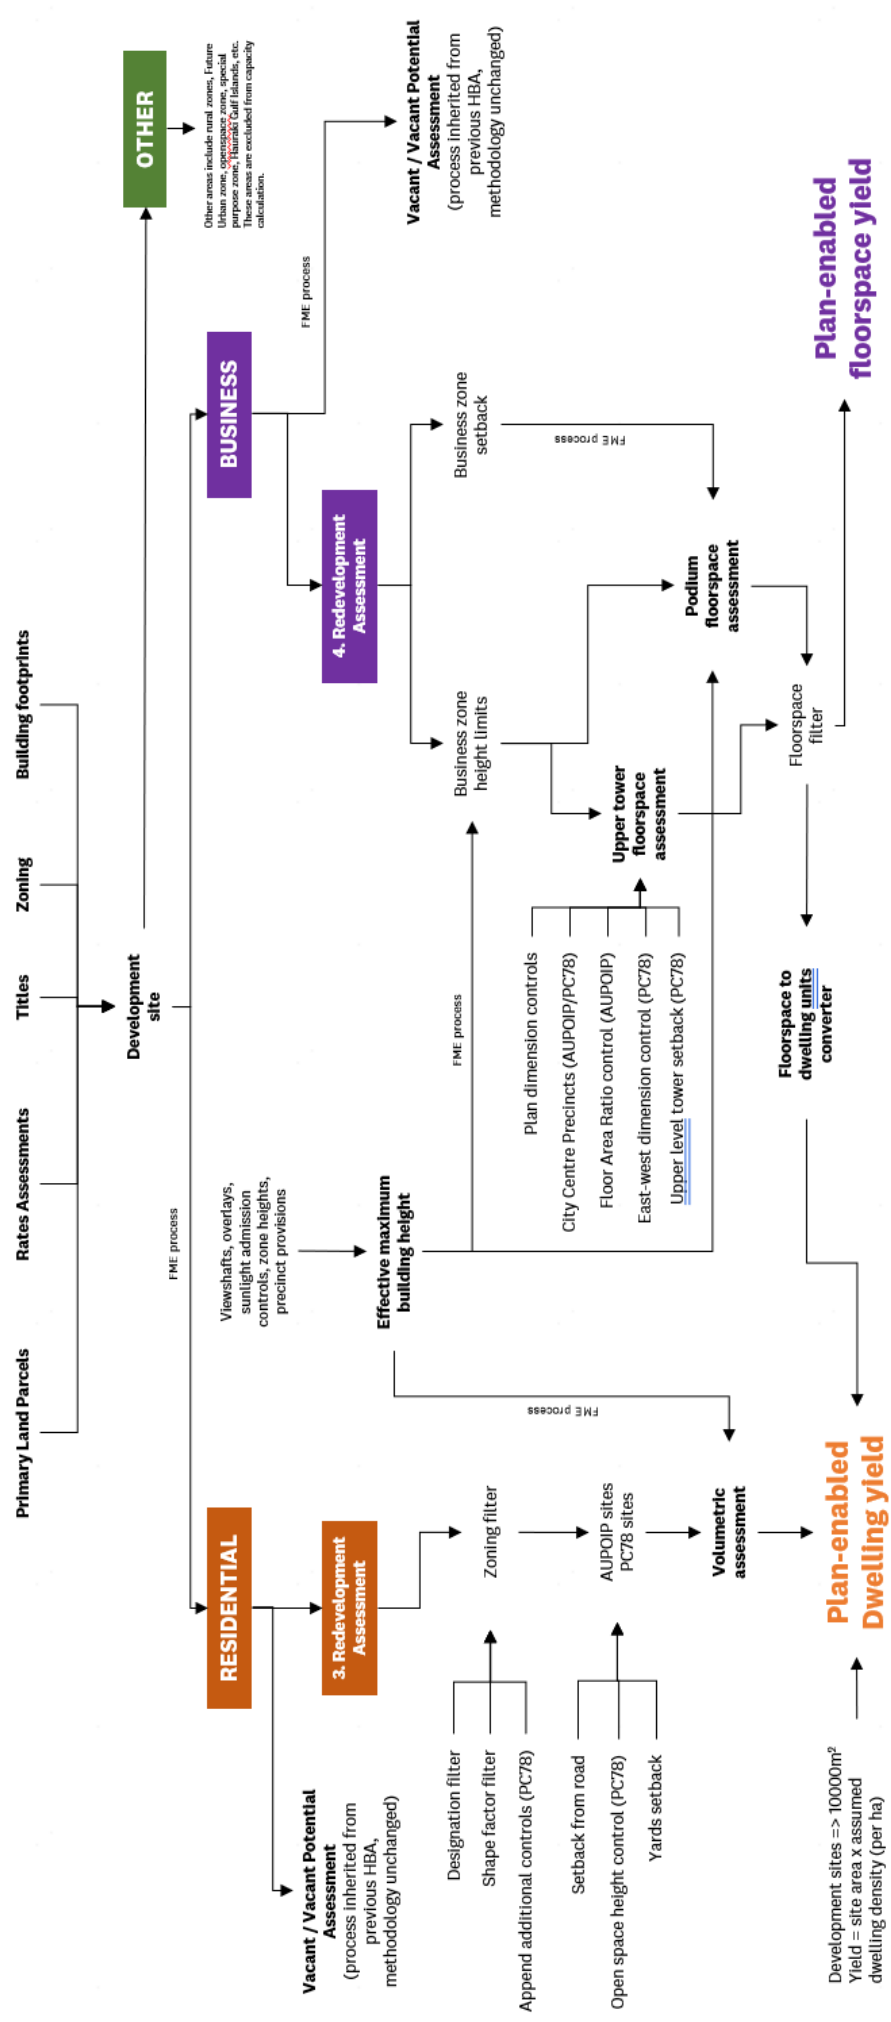 Primary Land Parcels
Rates Assessments
Titles
Zoning
Building footprints
Development
site
FME process
OTHER
Other areas include rural zones, Future
Urban zone, openspace zone, special
purpose zone, Hauraki Gulf Islands, etc.
These areas are excluded from capacity
calculation.
RESIDENTIAL
BUSINESS
Viewshafts, overlays,
sunlight admission
controls, zone heights,
precinct provisions
FME process
Vacant / Vacant Potential
Assessment
(process inherited from
previous HBA,
methodology unchanged)
3. Redevelopment
Assessment
Effective maximum
building height
4. Redevelopment
Assessment
Vacant / Vacant Potential
Assessment
(process inherited from
previous HBA,
methodology unchanged)
Designation filter
Shape factor filter
Append additional controls (PC78)
Zoning filter
FME process
FME process
Business zone
height limits
Business zone
setback
FME process
Plan dimension controls
City Centre Precincts (AUPOIP/PC78)
Floor Area Ratio control (AUPOIP)
East-west dimension control (PC78)
Upper level tower setback (PC78)
Upper tower
floorspace
assessment
Setback from road
Open space height control (PC78)
Yards setback
AUPOIP sites
PC78 sites
Volumetric
assessment
Podium
floorspace
assessment
Floorspace to
dwelling units
converter
Floorspace
filter
Development sites => 10000m²
Yield = site area x assumed
dwelling density (per ha)
Plan-enabled
Dwelling yield
Plan-enabled
floorspace yield